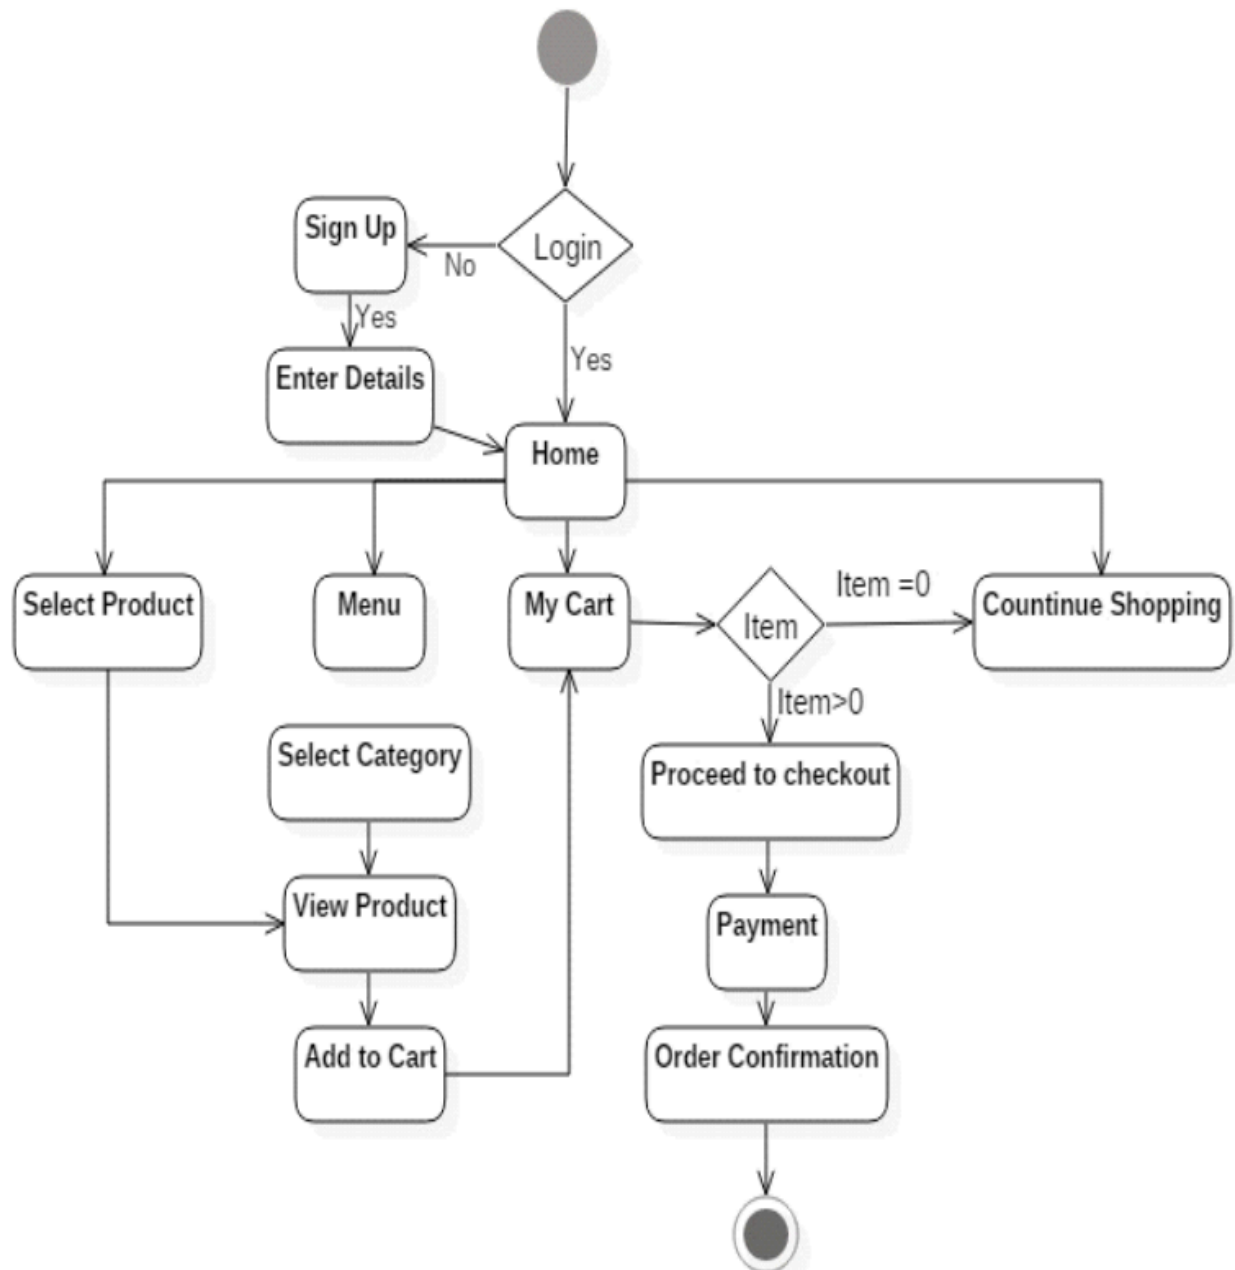 Login
Sign Up
No
Yes
Enter Details
Yes
Home
Select Product
Menu
My Cart
Item
Item =0
Countinue Shopping
Item>0
Select Category
Proceed to checkout
View Product
Payment
Add to Cart
Order Confirmation